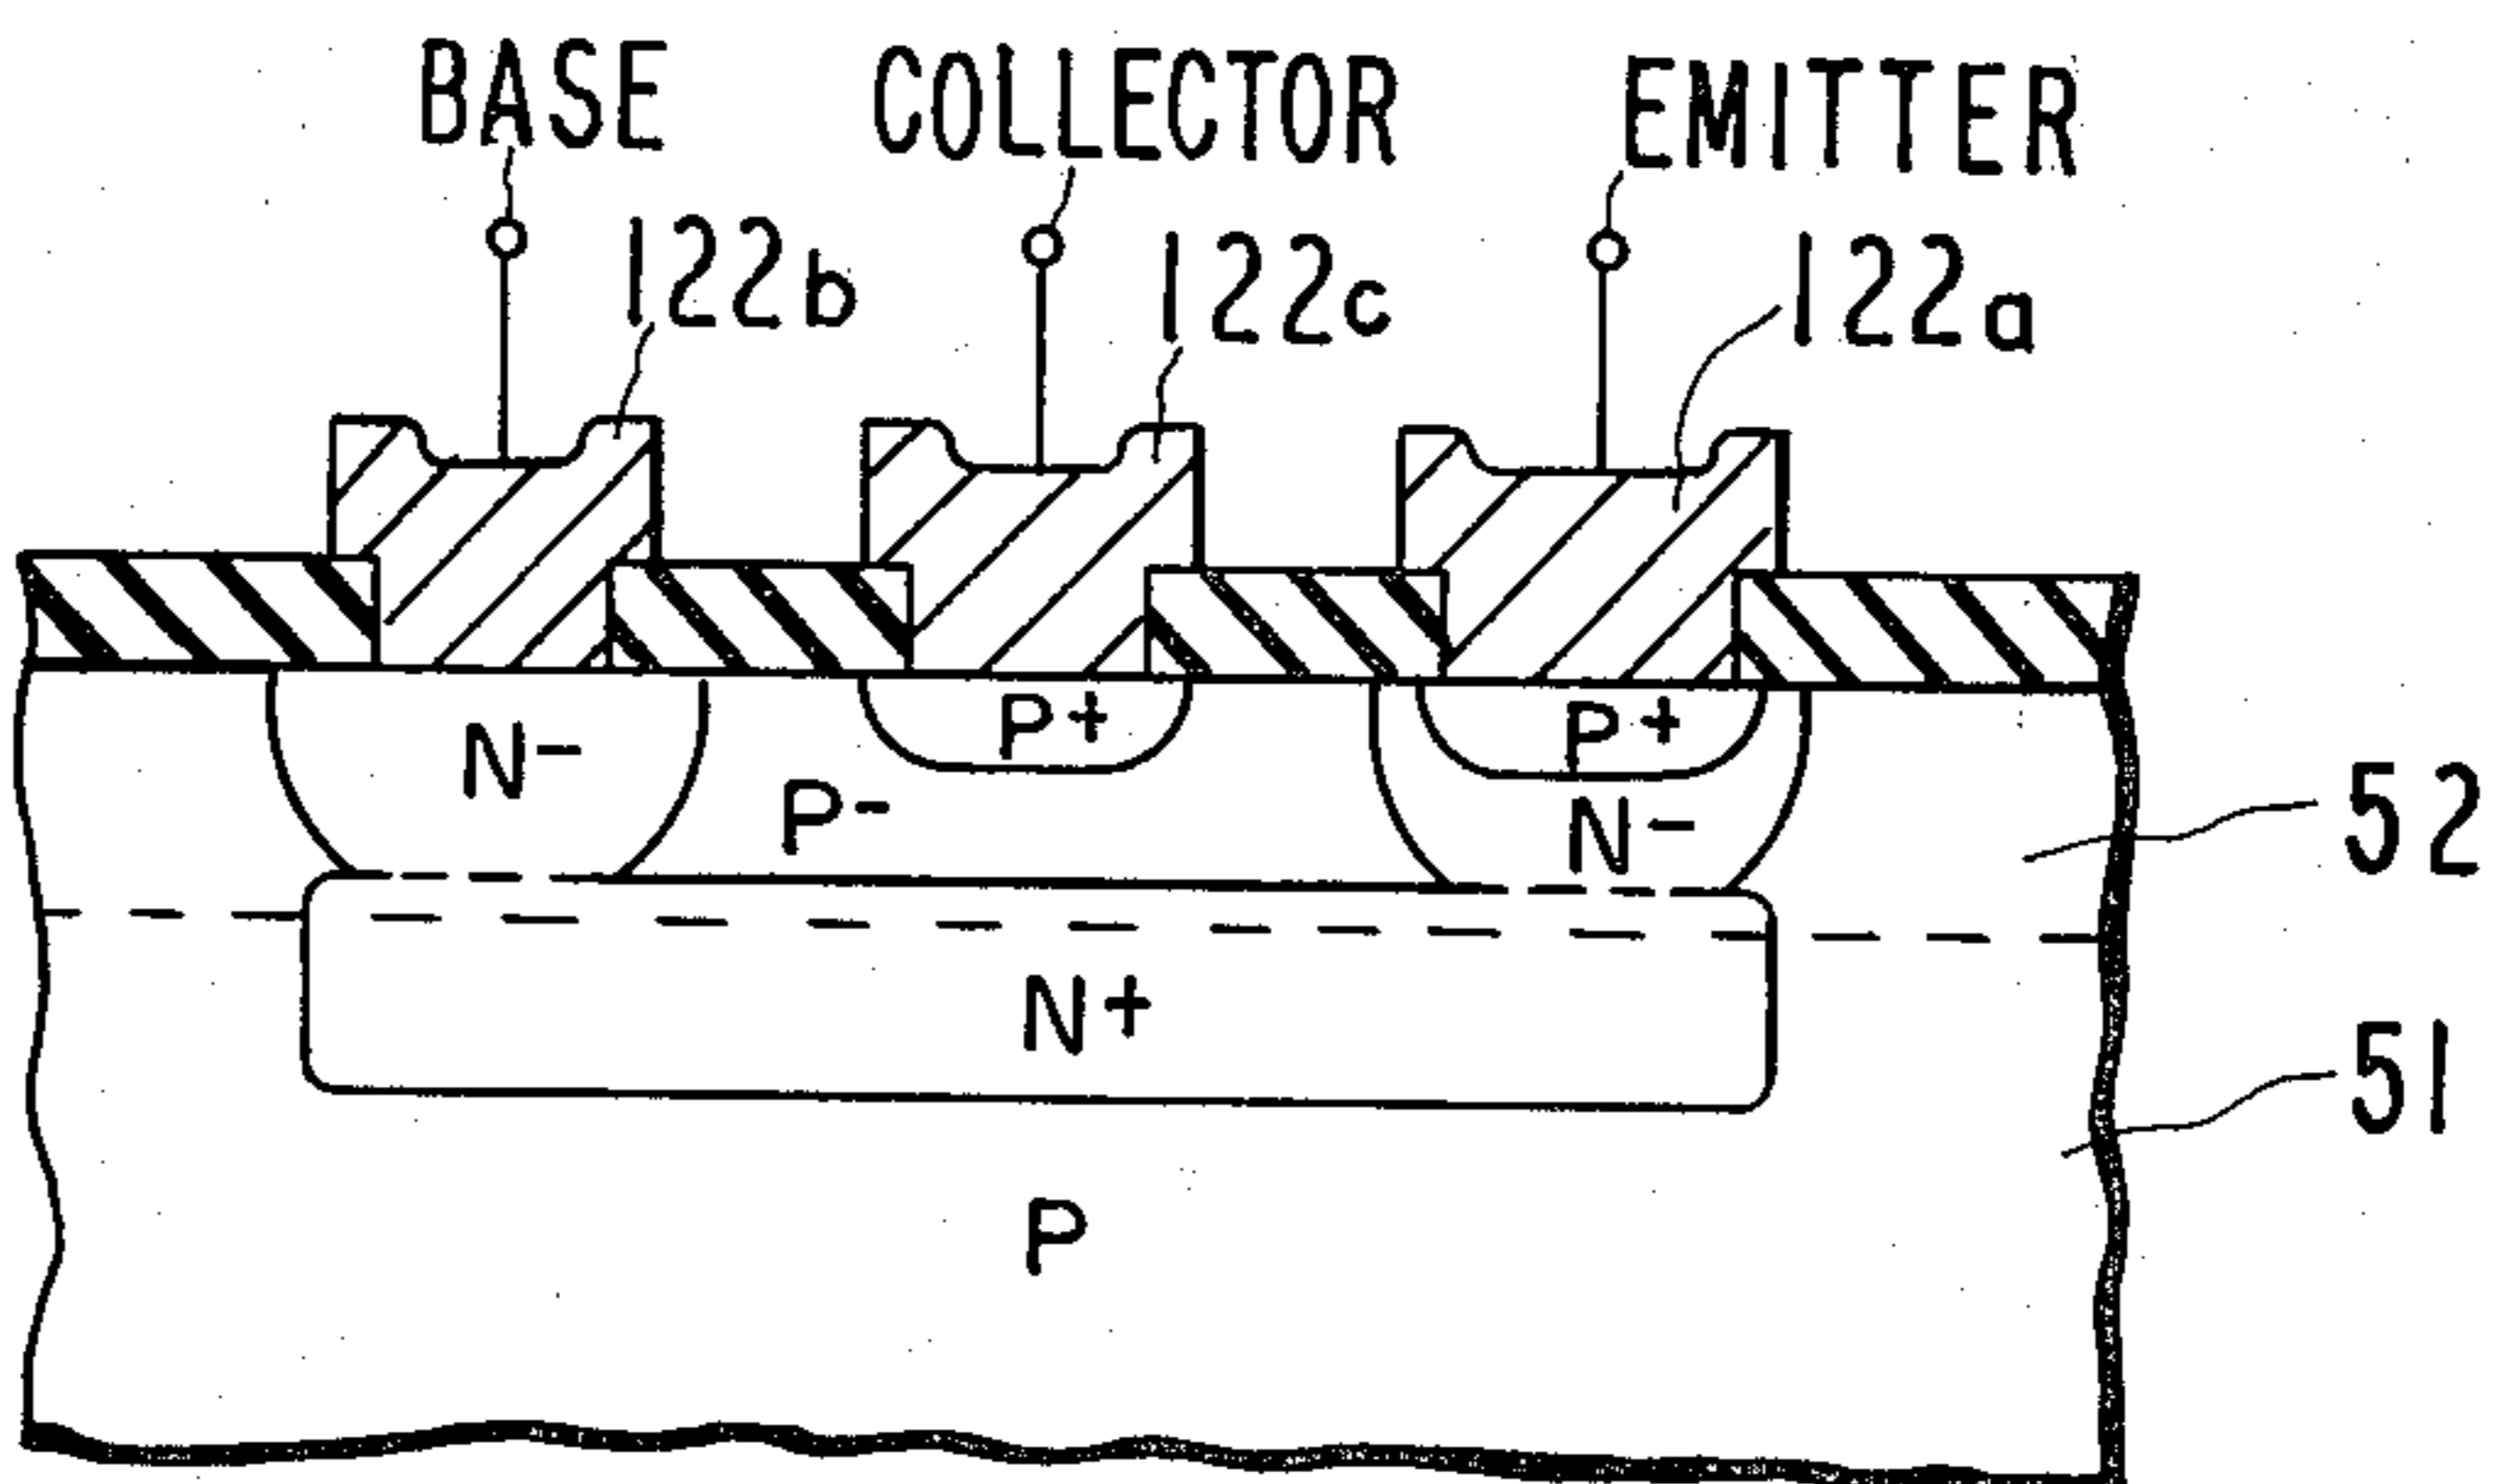 BASE COLLECTOR EMITTER
122b 122c 122a
P+ P+
N-
P- N-
52
N+
51
P